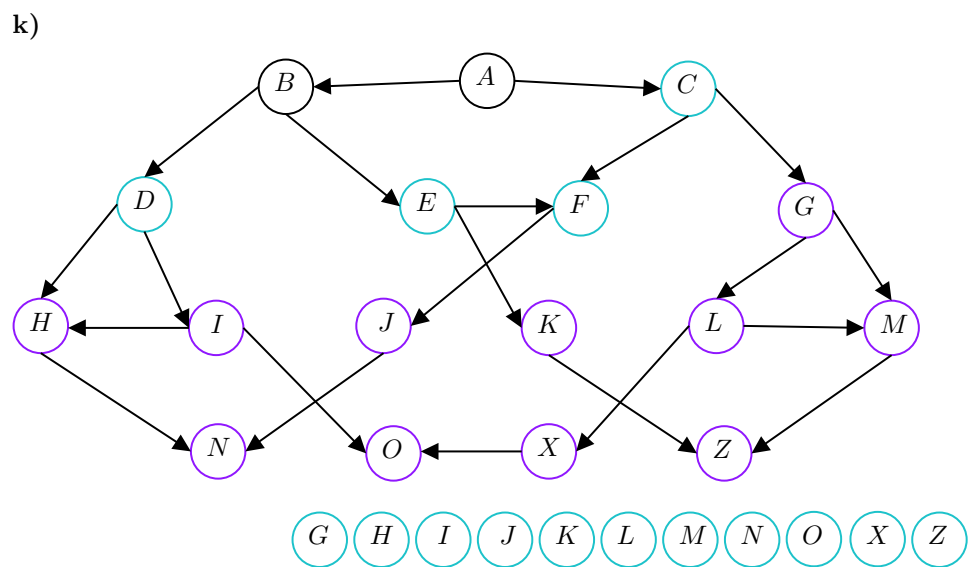 k)
B A C
D E F G
H I J K L M
N O X Z
G H I J K L M N O X Z